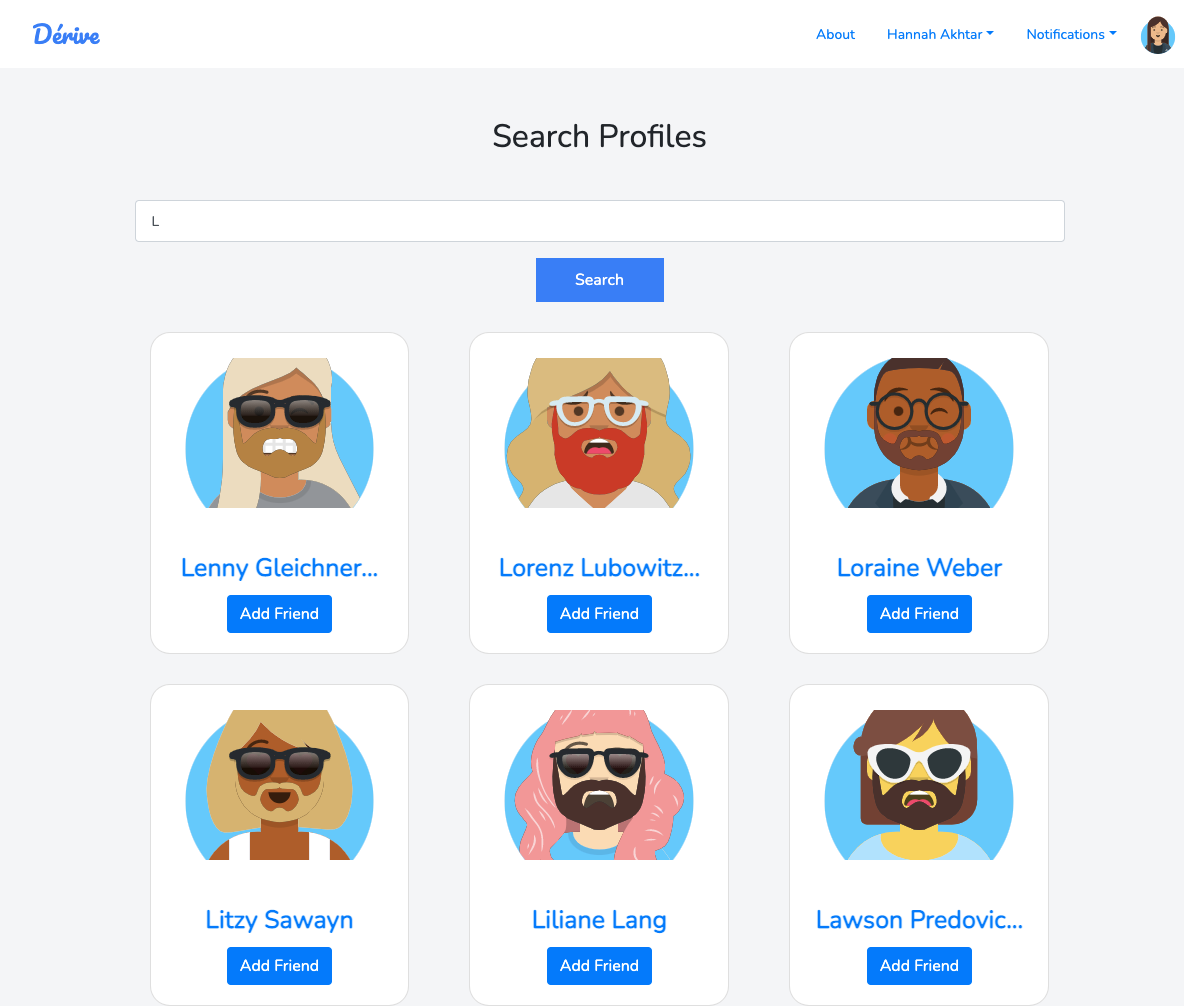 Dérive
About Hannah Akhtar Notifications
Search Profiles
L
Search
Lenny Gleichner...
Lorenz Lubowitz...
Loraine Weber
Add Friend
Add Friend
Add Friend
Litzy Sawayn
Liliane Lang
Lawson Predovic...
Add Friend
Add Friend
Add Friend